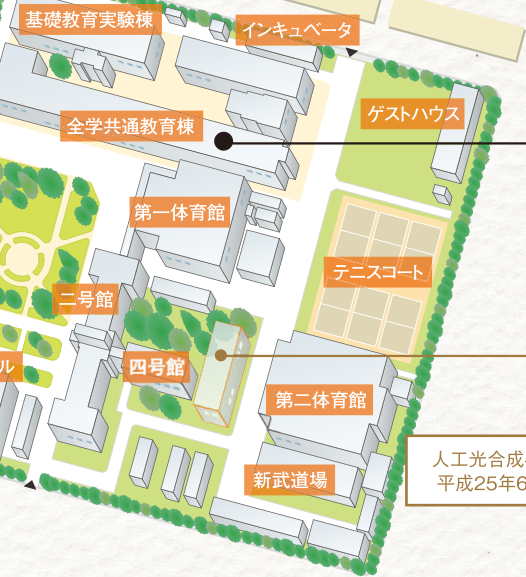 基礎教育実験棟
インキュベータ
ゲストハウス
全学共通教育棟
第一体育館
テニスコート
二号館
ル
四号館
第二体育館
新武道場
人工光合成
平成25年6